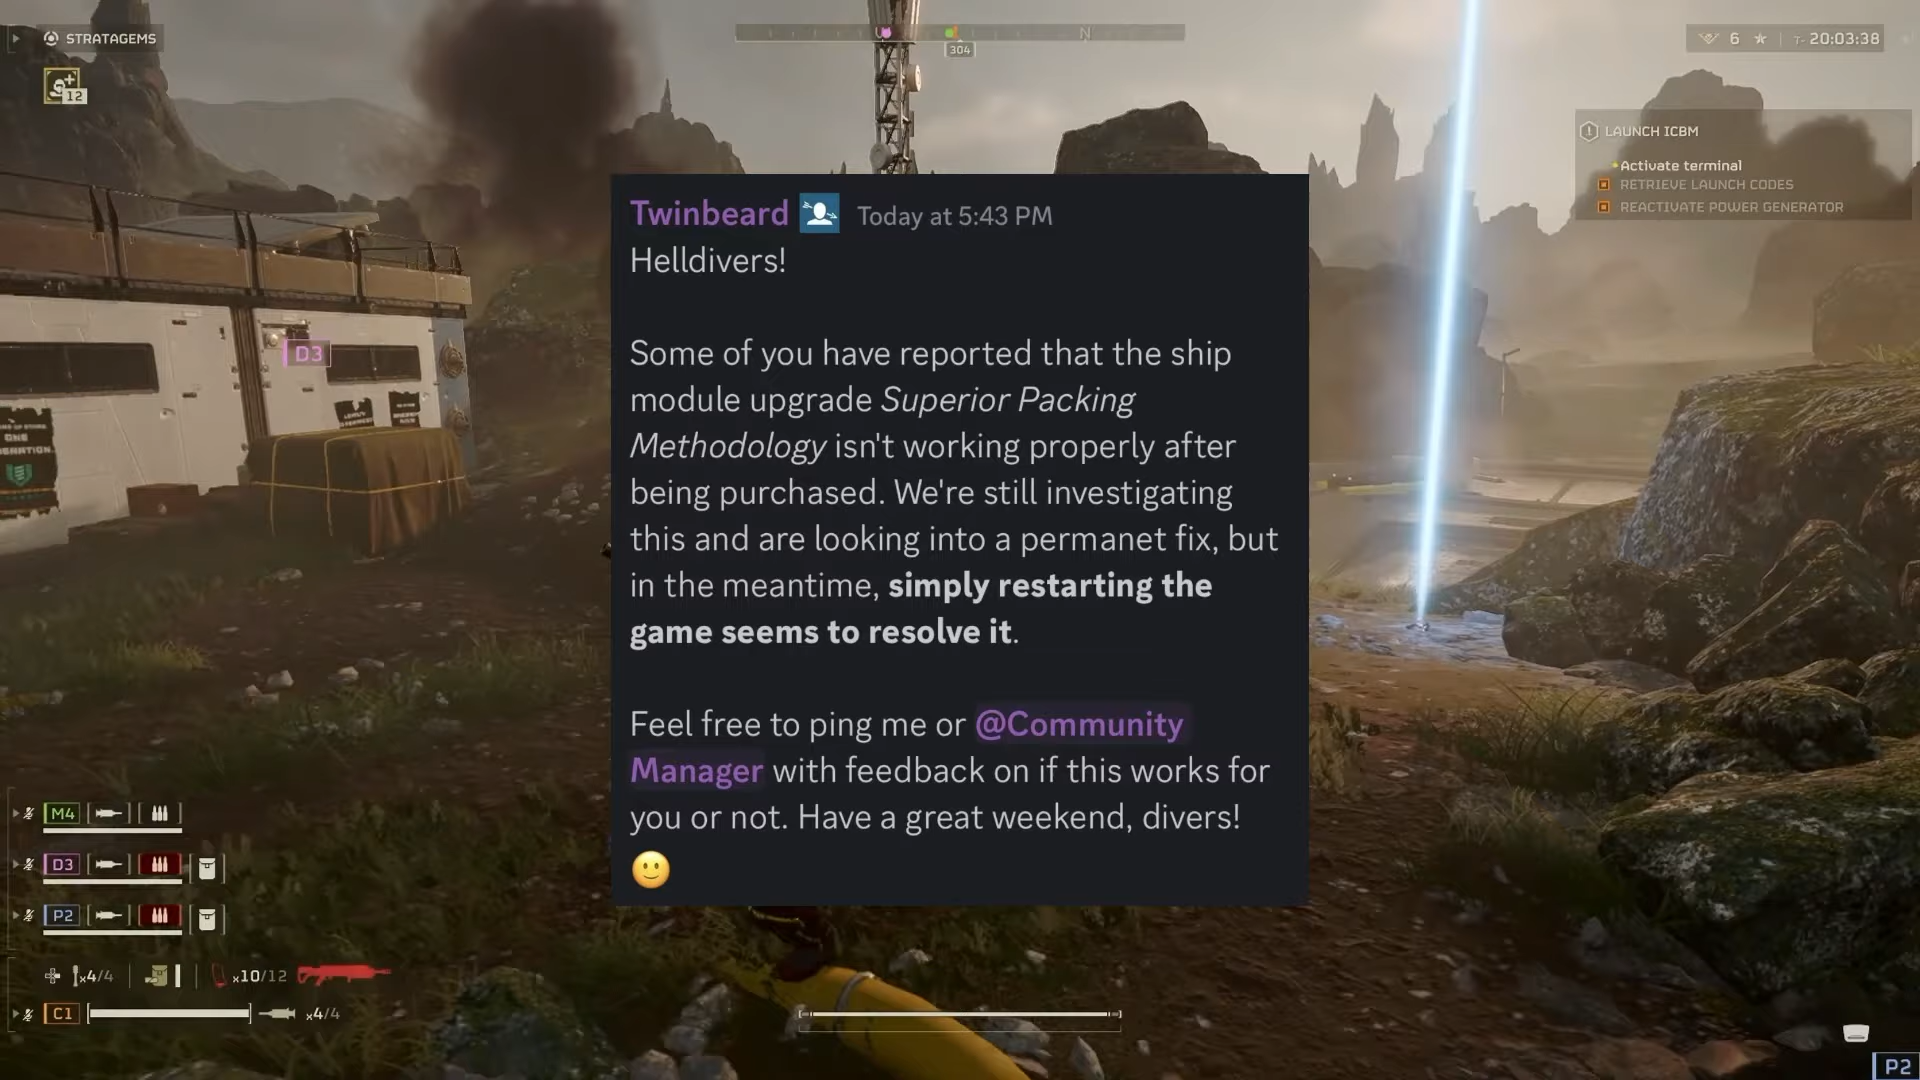 STRATAGEMS
12
N
304
6
T- 20:03:38
LAUNCH ICBM
Activate terminal
RETRIEVE LAUNCH CODES
REACTIVATE POWER GENERATOR
D3
Twinbeard Today at 5:43 PM
Helldivers!
Some of you have reported that the ship
module upgrade Superior Packing
Methodology isn't working properly after
being purchased. We're still investigating
this and are looking into a permanet fix, but
in the meantime, simply restarting the
game seems to resolve it.
Feel free to ping me or @Community
Manager with feedback on if this works for
you or not. Have a great weekend, divers!
M4
D3
P2
x4/4 x10/12
C1 x4/4
P2